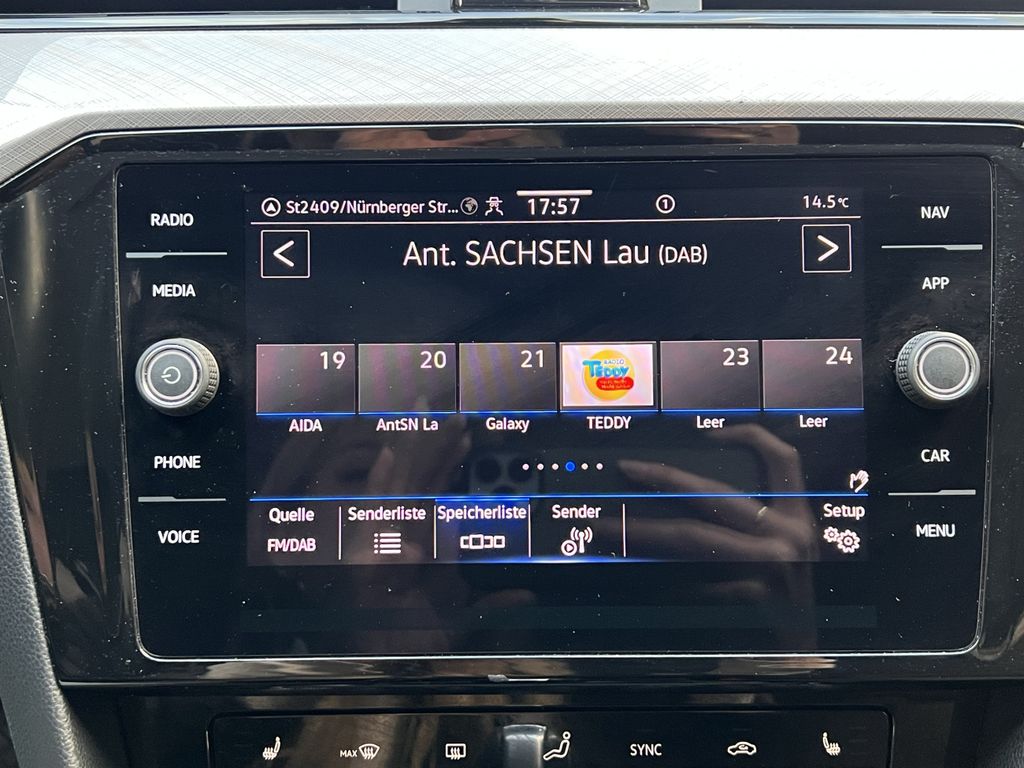 St2409/Nürnberger Str... 17:57 1 14.5°C
RADIO
NAV
< Ant. SACHSEN Lau (DAB) >
MEDIA
APP
19 20 21 23 24
RADIO
TEDDY
AIDA AntSN La Galaxy TEDDY Leer Leer
PHONE
CAR
Quelle Senderliste Speicherliste Sender Setup
FM/DAB
VOICE
MENU
MAX SYNC